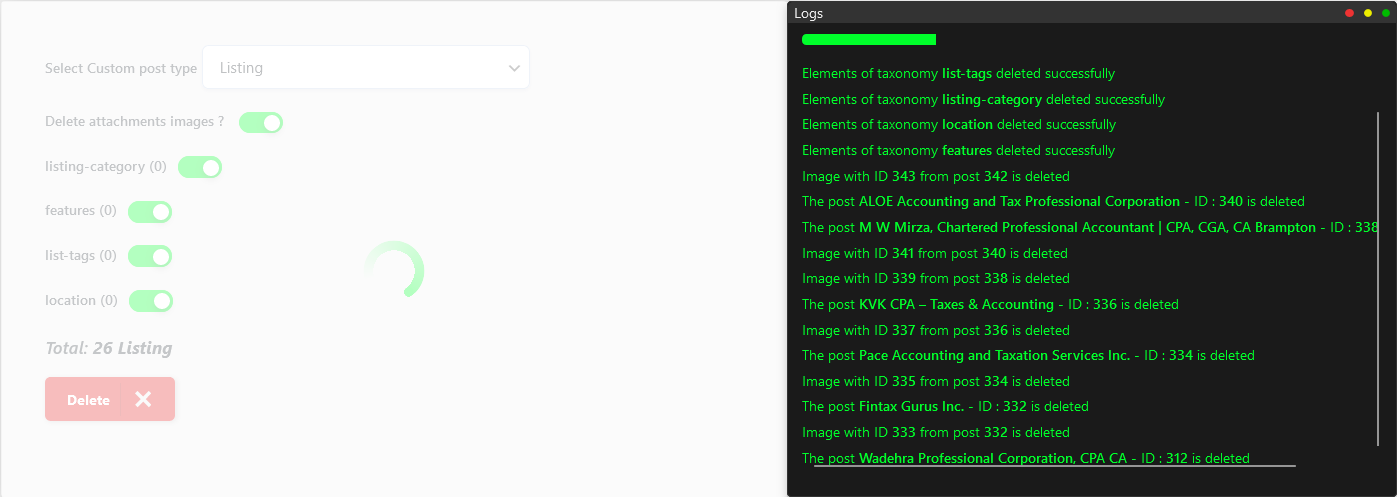 Select Custom post type
Listing
Delete attachments images ?
listing-category (0)
features (0)
list-tags (0)
location (0)
Total: 26 Listing
Delete
Logs
Elements of taxonomy list-tags deleted successfully
Elements of taxonomy listing-category deleted successfully
Elements of taxonomy location deleted successfully
Elements of taxonomy features deleted successfully
Image with ID 343 from post 342 is deleted
The post ALOE Accounting and Tax Professional Corporation - ID : 340 is deleted
The post M W Mirza, Chartered Professional Accountant | CPA, CGA, CA Brampton - ID : 338
Image with ID 341 from post 340 is deleted
Image with ID 339 from post 338 is deleted
The post KVK CPA – Taxes & Accounting - ID : 336 is deleted
Image with ID 337 from post 336 is deleted
The post Pace Accounting and Taxation Services Inc. - ID : 334 is deleted
Image with ID 335 from post 334 is deleted
The post Fintax Gurus Inc. - ID : 332 is deleted
Image with ID 333 from post 332 is deleted
The post Wadehra Professional Corporation, CPA CA - ID : 312 is deleted